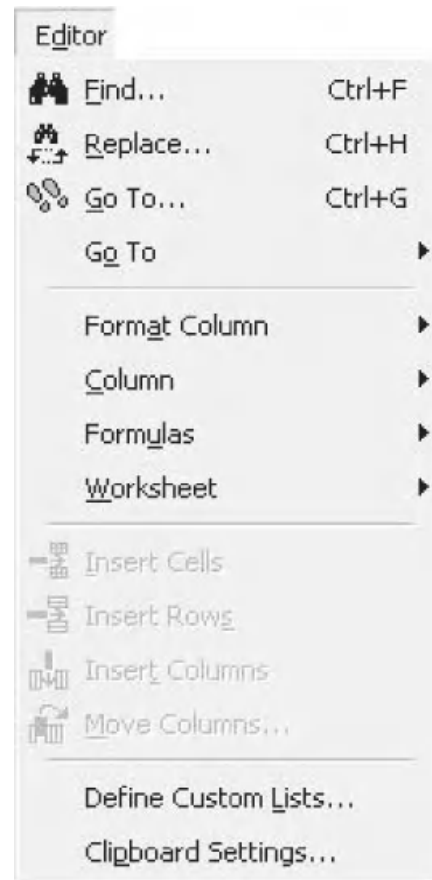 Editor
Find... Ctrl+F
Replace... Ctrl+H
Go To... Ctrl+G
Go To
Format Column
Column
Formulas
Worksheet
Insert Cells
Insert Rows
Insert Columns
Move Columns...
Define Custom Lists...
Clipboard Settings...